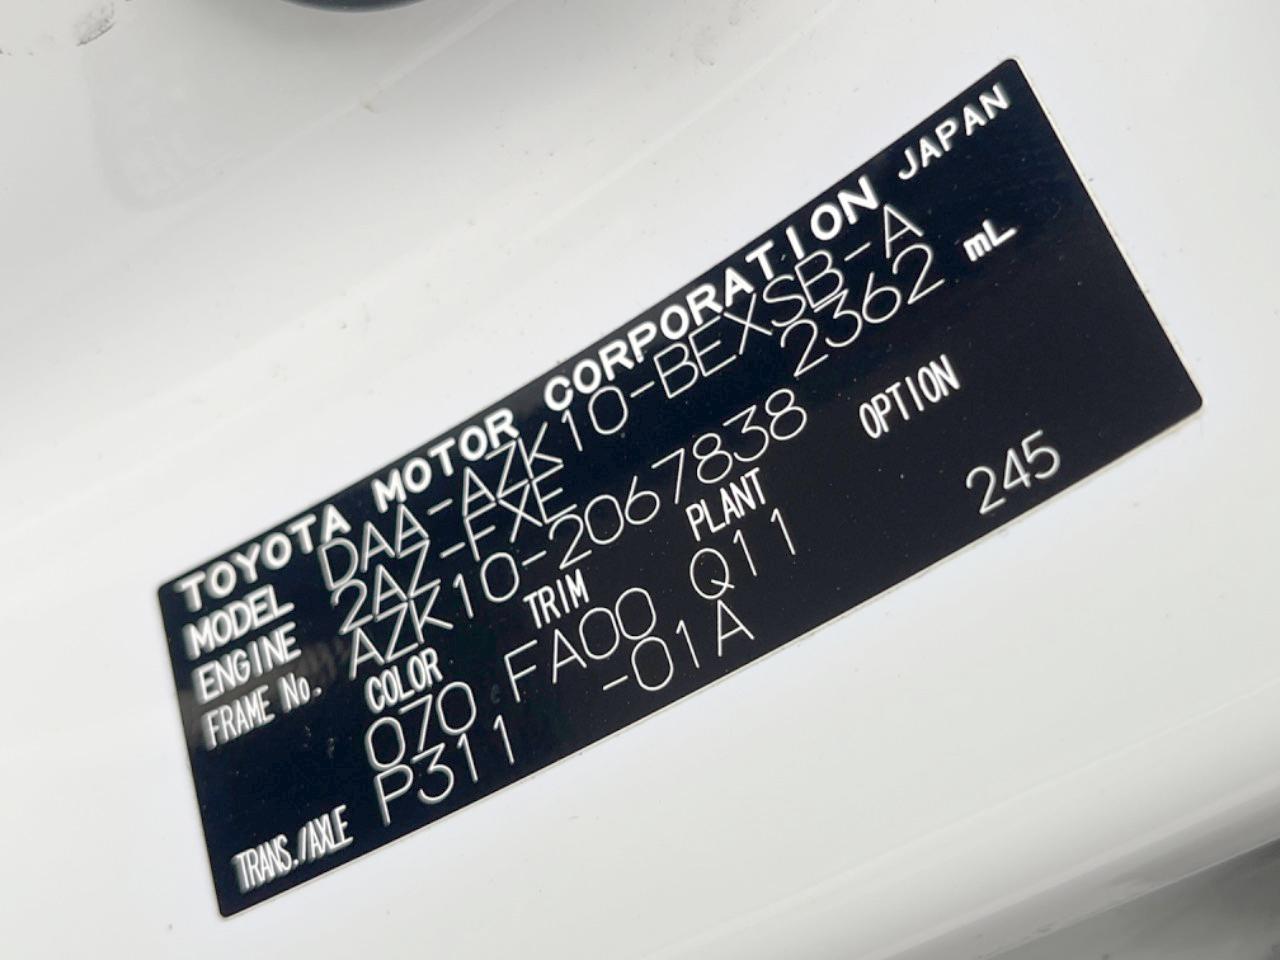 TOYOTA MOTOR CORPORATION JAPAN
MODEL DAA-AZK10-BEXSB-A
ENGINE 2AZ-FXE 2362 mL
FRAME No. AZK10-2067838
COLOR TRIM PLANT OPTION
070 FA00 Q11 245
TRANS./AXLE P311 -01A